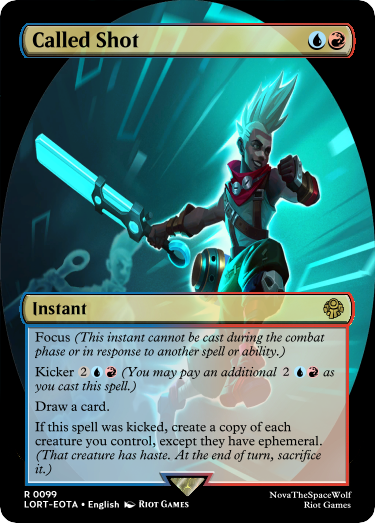 Called Shot
Instant
Focus (This instant cannot be cast during the combat
phase or in response to another spell or ability.)
Kicker 2 (You may pay an additional 2 as
you cast this spell.)
Draw a card.
If this spell was kicked, create a copy of each
creature you control, except they have ephemeral.
(That creature has haste. At the end of turn, sacrifice
it.)
R 0099
LORT-EOTA • English Riot Games
NovaTheSpaceWolf
Riot Games